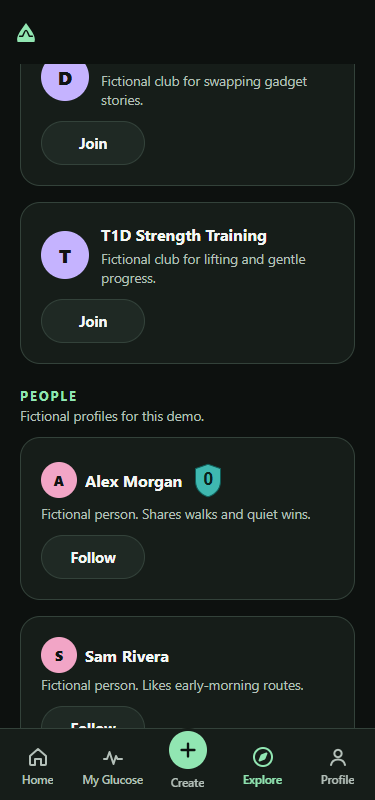 D
Fictional club for swapping gadget
stories.
Join
T
T1D Strength Training
Fictional club for lifting and gentle
progress.
Join
PEOPLE
Fictional profiles for this demo.
A
Alex Morgan
0
Fictional person. Shares walks and quiet wins.
Follow
S
Sam Rivera
Fictional person. Likes early-morning routes.
Follow
Home
My Glucose
Create
Explore
Profile